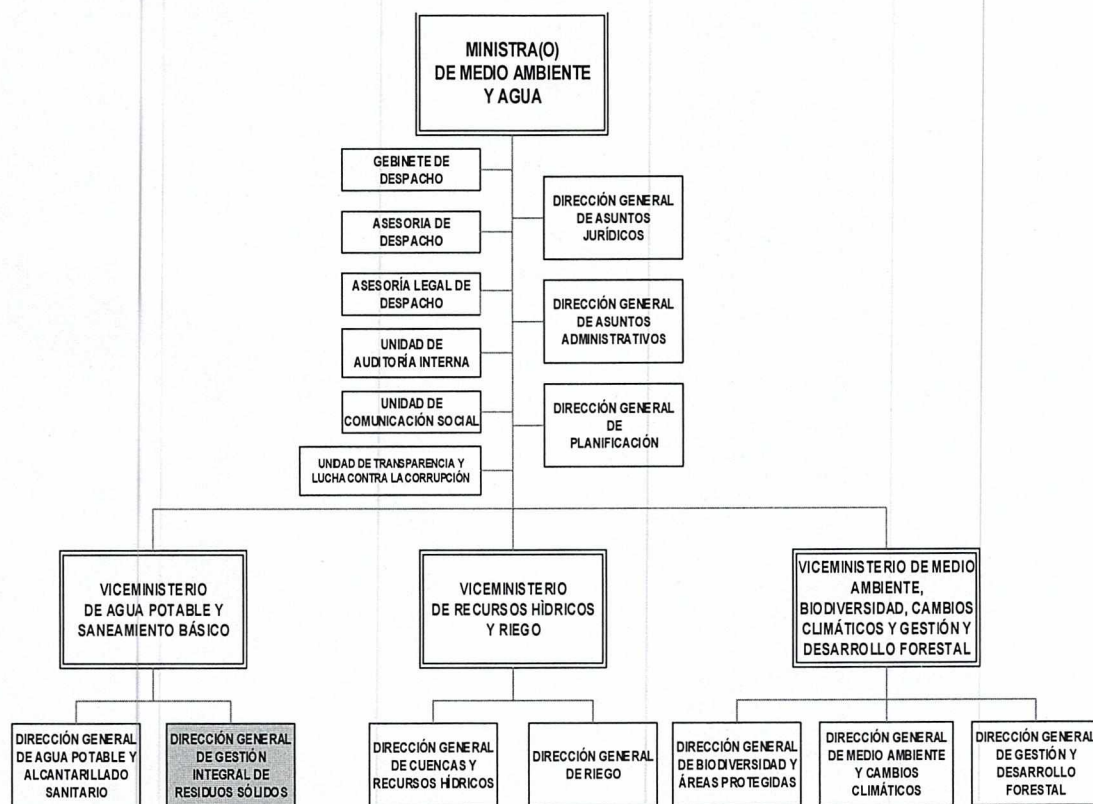 MINISTRA(O)
DE MEDIO AMBIENTE
Y AGUA
GEBINETE DE
DESPACHO
DIRECCIÓN GENERAL
DE ASUNTOS
JURÍDICOS
ASESORIA DE
DESPACHO
ASESORÍA LEGAL DE
DESPACHO
DIRECCIÓN GENERAL
DE ASUNTOS
ADMINISTRATIVOS
UNIDAD DE
AUDITORÍA INTERNA
UNIDAD DE
COMUNICACIÓN SOCIAL
DIRECCIÓN GENERAL
DE
PLANIFICACIÓN
UNIDAD DE TRANSPARENCIA Y
LUCHA CONTRA LA CORRUPCIÓN
VICEMINISTERIO
DE AGUA POTABLE Y
SANEAMIENTO BÁSICO
VICEMINISTERIO
DE RECURSOS HÌDRICOS
Y RIEGO
VICEMINISTERIO DE MEDIO
AMBIENTE,
BIODIVERSIDAD, CAMBIOS
CLIMÁTICOS Y GESTIÓN Y
DESARROLLO FORESTAL
DIRECCIÓN GENERAL
DE AGUA POTABLE Y
ALCANTARILLADO
SANITARIO
DIRECCIÓN GENERAL
DE GESTIÓN
INTEGRAL DE
RESIDUOS SÓLIDOS
DIRECCIÓN GENERAL
DE CUENCAS Y
RECURSOS HÍDRICOS
DIRECCIÓN GENERAL
DE RIEGO
DIRECCIÓN GENERAL
DE BIODIVERSIDAD Y
ÁREAS PROTEGIDAS
DIRECCIÓN GENERAL
DE MEDIO AMBIENTE
Y CAMBIOS
CLIMÁTICOS
DIRECCIÓN GENERAL
DE GESTIÓN Y
DESARROLLO
FORESTAL